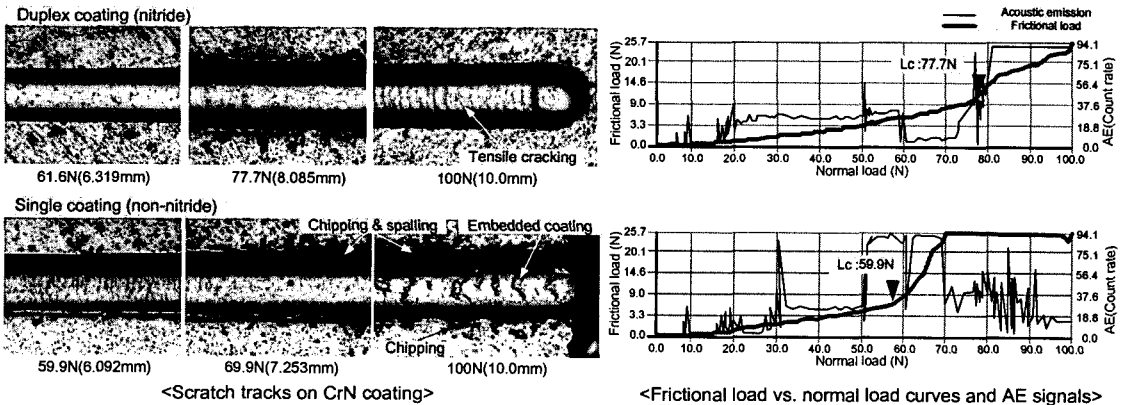 Duplex coating (nitride)
Tensile cracking
61.6N(6.319mm) 77.7N(8.085mm) 100N(10.0mm)
Single coating (non-nitride)
Chipping & spalling Embedded coating
Chipping
59.9N(6.092mm) 69.9N(7.253mm) 100N(10.0mm)
<Scratch tracks on CrN coating>
Acoustic emission
Frictional load
Frictional load (N)
25.7
20.1
14.6
9.0
3.3
0.0
Lc :77.7N
94.1
75.1
56.4
37.6
18.8
0.0
AE(Count rate)
0.0 10.0 20.0 30.0 40.0 50.0 60.0 70.0 80.0 90.0 100.0
Normal load (N)
Frictional load (N)
25.7
20.1
14.6
9.0
3.3
0.0
Lc :59.9N
94.1
75.1
56.4
37.6
18.8
0.0
AE(Count rate)
0.0 10.0 20.0 30.0 40.0 50.0 60.0 70.0 80.0 90.0 100.0
Normal load (N)
<Frictional load vs. normal load curves and AE signals>